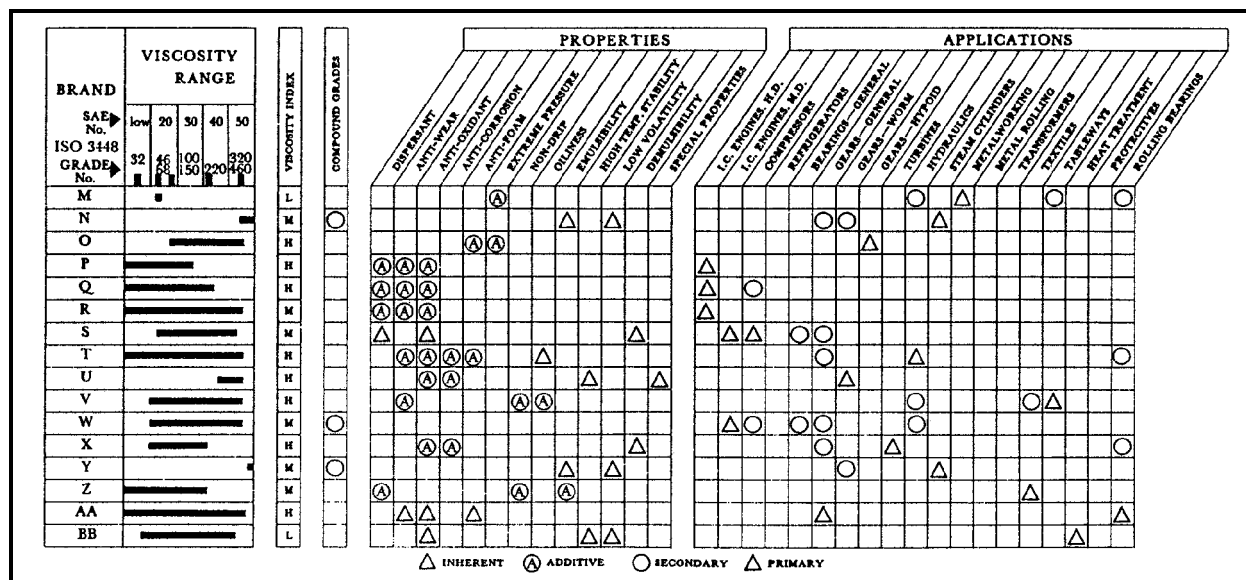 BRAND
SAE No.
ISO 3448
GRADE No.
VISCOSITY RANGE
low 20 30 40 50
32 46 68 100 150 220 320 460
VISCOSITY INDEX
COMPOUND GRADES
PROPERTIES
DISPERSANT
ANTI-WEAR
ANTI-OXIDANT
ANTI-CORROSION
ANTI-FOAM
EXTREME PRESSURE
NON-DRIP
OILINESS
EMULSIBILITY
HIGH TEMP. STABILITY
LOW VOLATILITY
DEMULSIBILITY
SPECIAL PROPERTIES
APPLICATIONS
I.C. ENGINES. H.D.
I.C. ENGINES. M.D.
COMPRESSORS
REFRIGERATORS
BEARINGS—GENERAL
GEARS—GENERAL
GEARS—WORM
GEARS—HYPOID
TURBINES
HYDRAULICS
STEAM CYLINDERS
METALWORKING
METAL ROLLING
TRANSFORMERS
TEXTILES
TABLEWAYS
HEAT TREATMENT
PROTECTIVES
ROLLING BEARINGS
M L A
N M
O H A A
P H A A A
Q H A A A
R M A A A
S M
T H A A A A
U H A A
V H A A A
W M
X H A A
Y M
Z M A A A
AA H
BB L
INHERENT A ADDITIVE SECONDARY PRIMARY